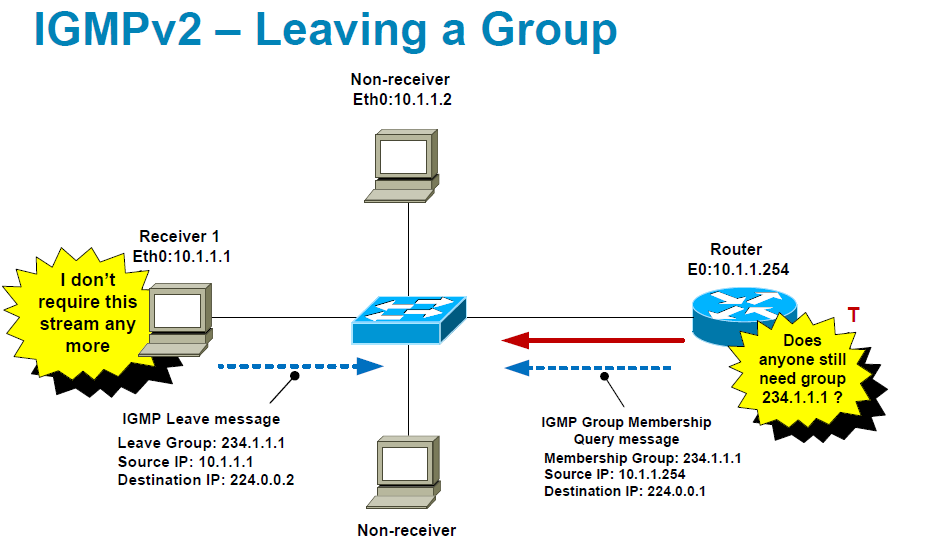 IGMPv2 – Leaving a Group
Non-receiver
Eth0:10.1.1.2
Receiver 1
Eth0:10.1.1.1
I don't
require this
stream any
more
Router
E0:10.1.1.254
T
Does
anyone still
need group
234.1.1.1 ?
IGMP Leave message
Leave Group: 234.1.1.1
Source IP: 10.1.1.1
Destination IP: 224.0.0.2
IGMP Group Membership
Query message
Membership Group: 234.1.1.1
Source IP: 10.1.1.254
Destination IP: 224.0.0.1
Non-receiver